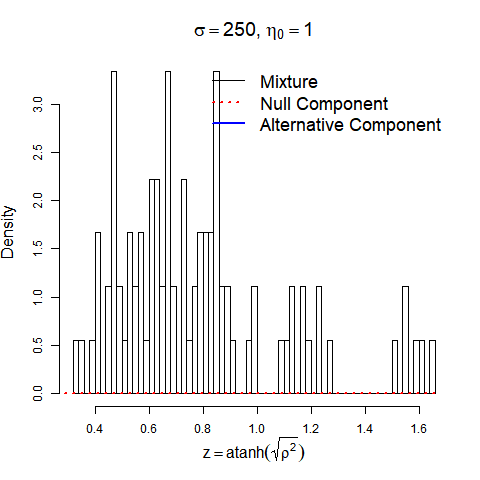 σ = 250, η₀ = 1
Mixture
Null Component
Alternative Component
Density
0.0 0.5 1.0 1.5 2.0 2.5 3.0
0.4 0.6 0.8 1.0 1.2 1.4 1.6
z = atanh(√ρ²)